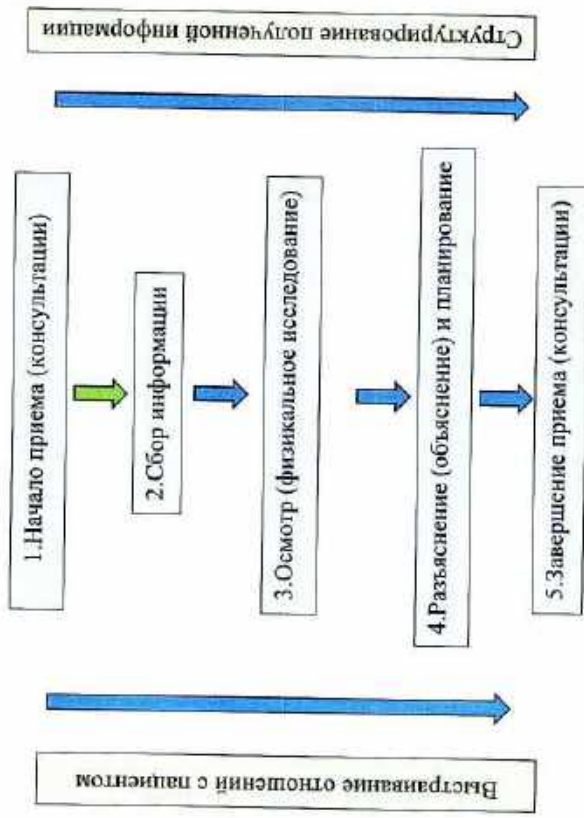 Структурирование полученной информации
1.Начало приема (консультации)
2.Сбор информации
3.Осмотр (физикальное исследование)
4.Разъяснение (объяснение) и планирование
5.Завершение приема (консультации)
Выстраивание отношений с пациентом